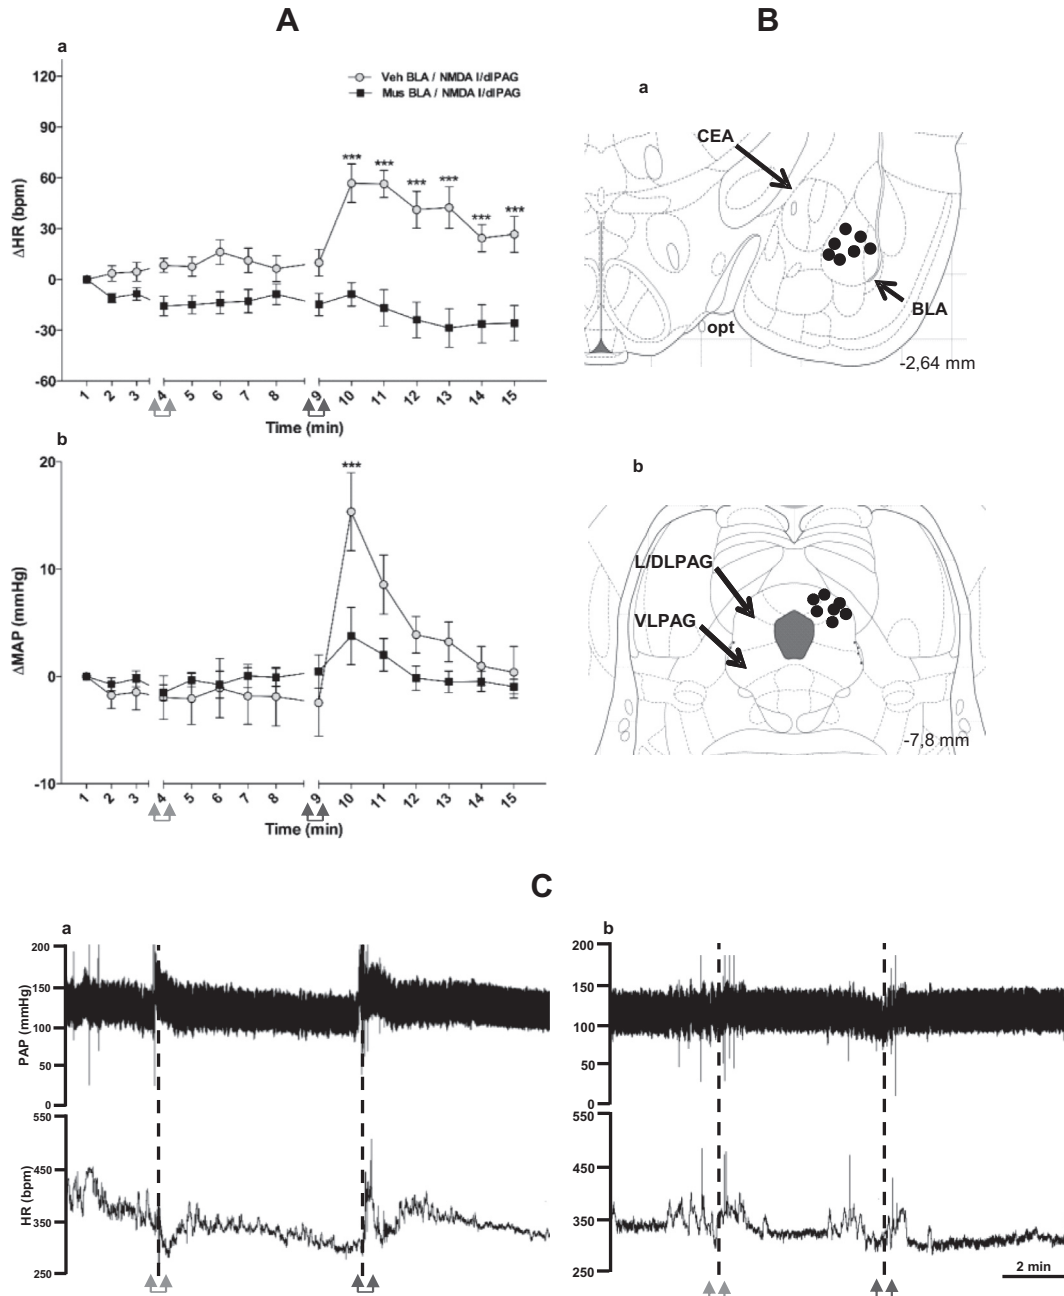 A
B
a
120
90
60
30
0
-30
-60
ΔHR (bpm)
Veh BLA / NMDA l/dlPAG
Mus BLA / NMDA l/dlPAG
*** *** *** *** *** ***
1 2 3 4 5 6 7 8 9 10 11 12 13 14 15
Time (min)
b
20
10
0
-10
ΔMAP (mmHg)
***
1 2 3 4 5 6 7 8 9 10 11 12 13 14 15
Time (min)
a
CEA
BLA
opt
-2,64 mm
b
L/DLPAG
VLPAG
-7,8 mm
C
a
200
150
100
50
0
PAP (mmHg)
550
450
350
250
HR (bpm)
b
200
150
100
50
0
550
450
350
250
2 min